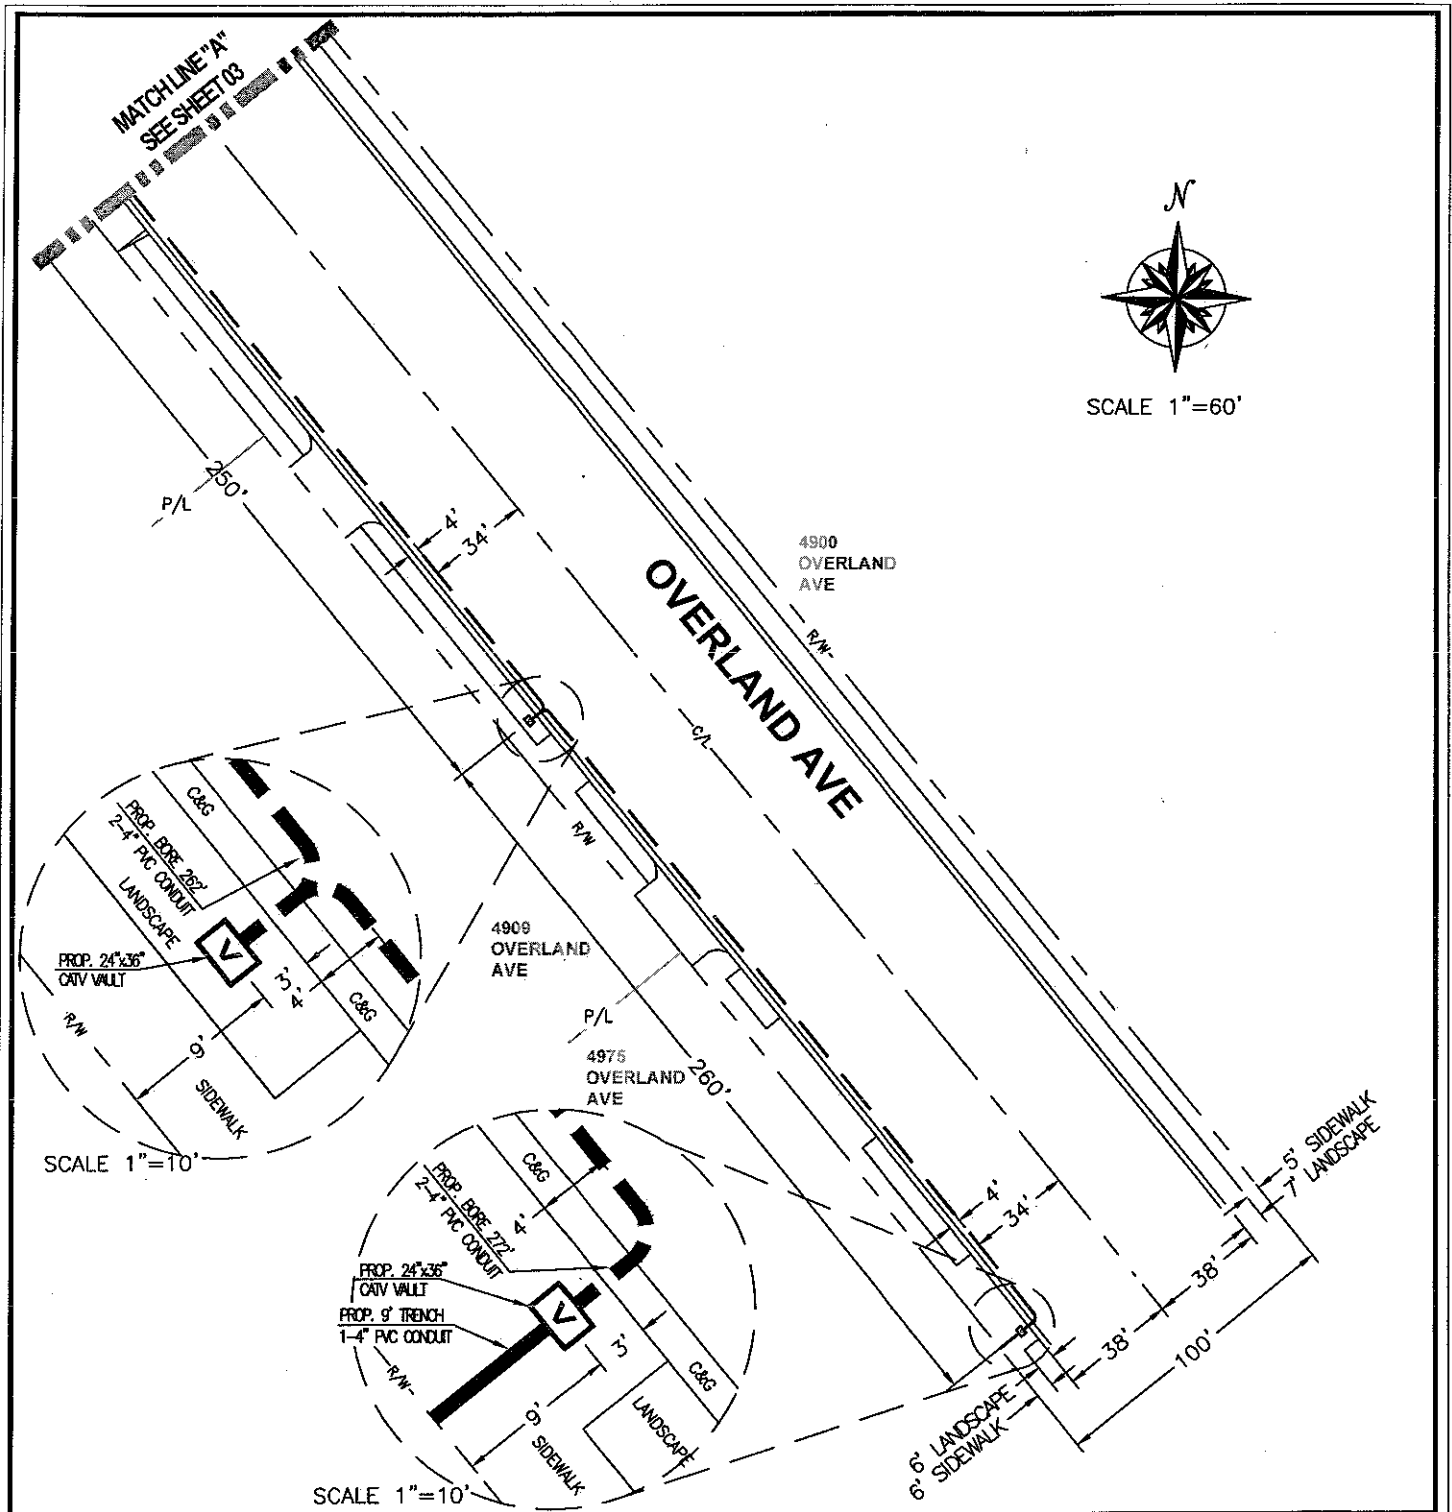 MATCH LINE "A"
SEE SHEET 03
N
SCALE 1"=60'
250'
P/L
4'
34'
4900
OVERLAND
AVE
OVERLAND AVE
R/W
C/L
R/W
C&G
PROP. BORE 262'
2-4" PVC CONDUIT
LANDSCAPE
V
PROP. 24"x36"
CATV VAULT
3'
4'
C&G
R/W
9'
SIDEWALK
SCALE 1"=10'
4909
OVERLAND
AVE
P/L
4975
OVERLAND
AVE
260'
C&G
PROP. BORE 272'
2-4" PVC CONDUIT
4'
PROP. 24"x36"
CATV VAULT
V
PROP. 9' TRENCH
1-4" PVC CONDUIT
3'
R/W
C&G
9'
SIDEWALK
LANDSCAPE
SCALE 1"=10'
4'
34'
5' SIDEWALK
7' LANDSCAPE
38'
38'
100'
6' LANDSCAPE
6' SIDEWALK